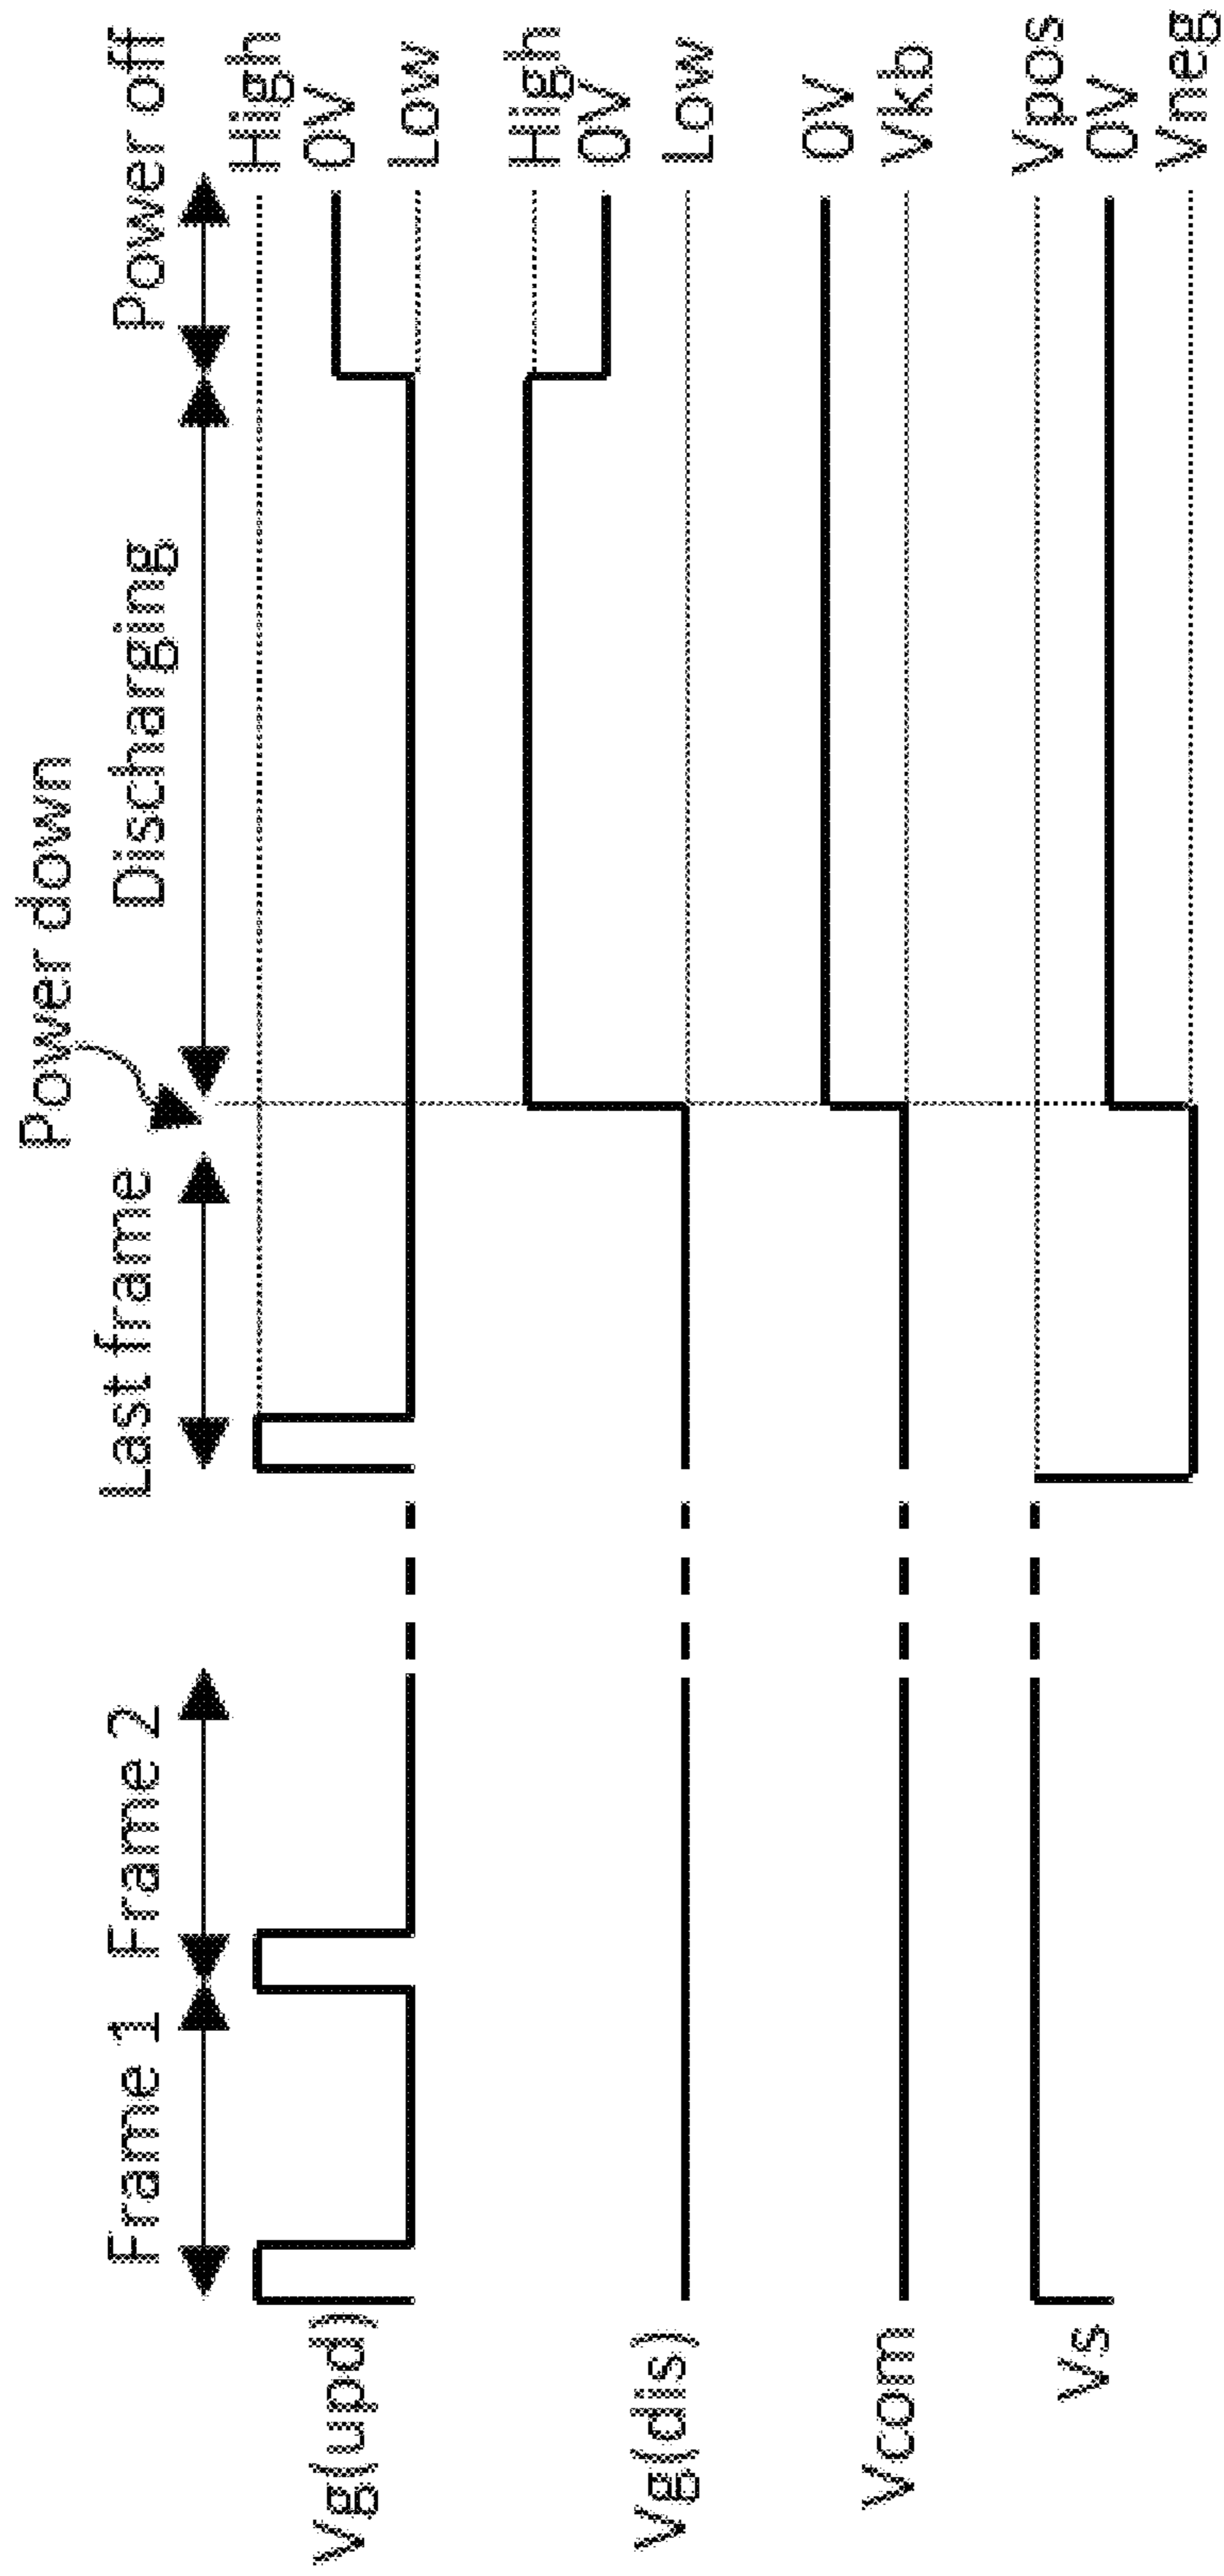 Power down
Frame 1
Frame 2
Last frame
Discharging
Power off
Vg(upd)
High
0V
Low
Vg(dis)
High
0V
Low
Vcom
0V
Vkb
Vs
Vpos
0V
Vneg